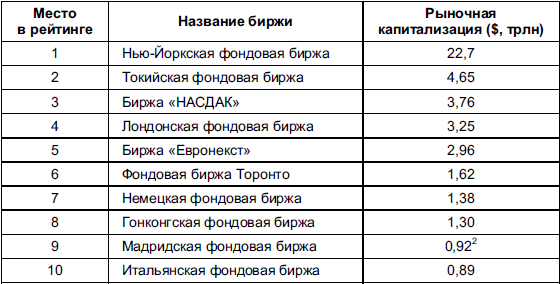 Место в рейтинге Название биржи Рыночная капитализация ($, трлн)
1 Нью-Йоркская фондовая биржа 22,7
2 Токийская фондовая биржа 4,65
3 Биржа «НАСДАК» 3,76
4 Лондонская фондовая биржа 3,25
5 Биржа «Евронекст» 2,96
6 Фондовая биржа Торонто 1,62
7 Немецкая фондовая биржа 1,38
8 Гонконгская фондовая биржа 1,30
9 Мадридская фондовая биржа 0,92²
10 Итальянская фондовая биржа 0,89